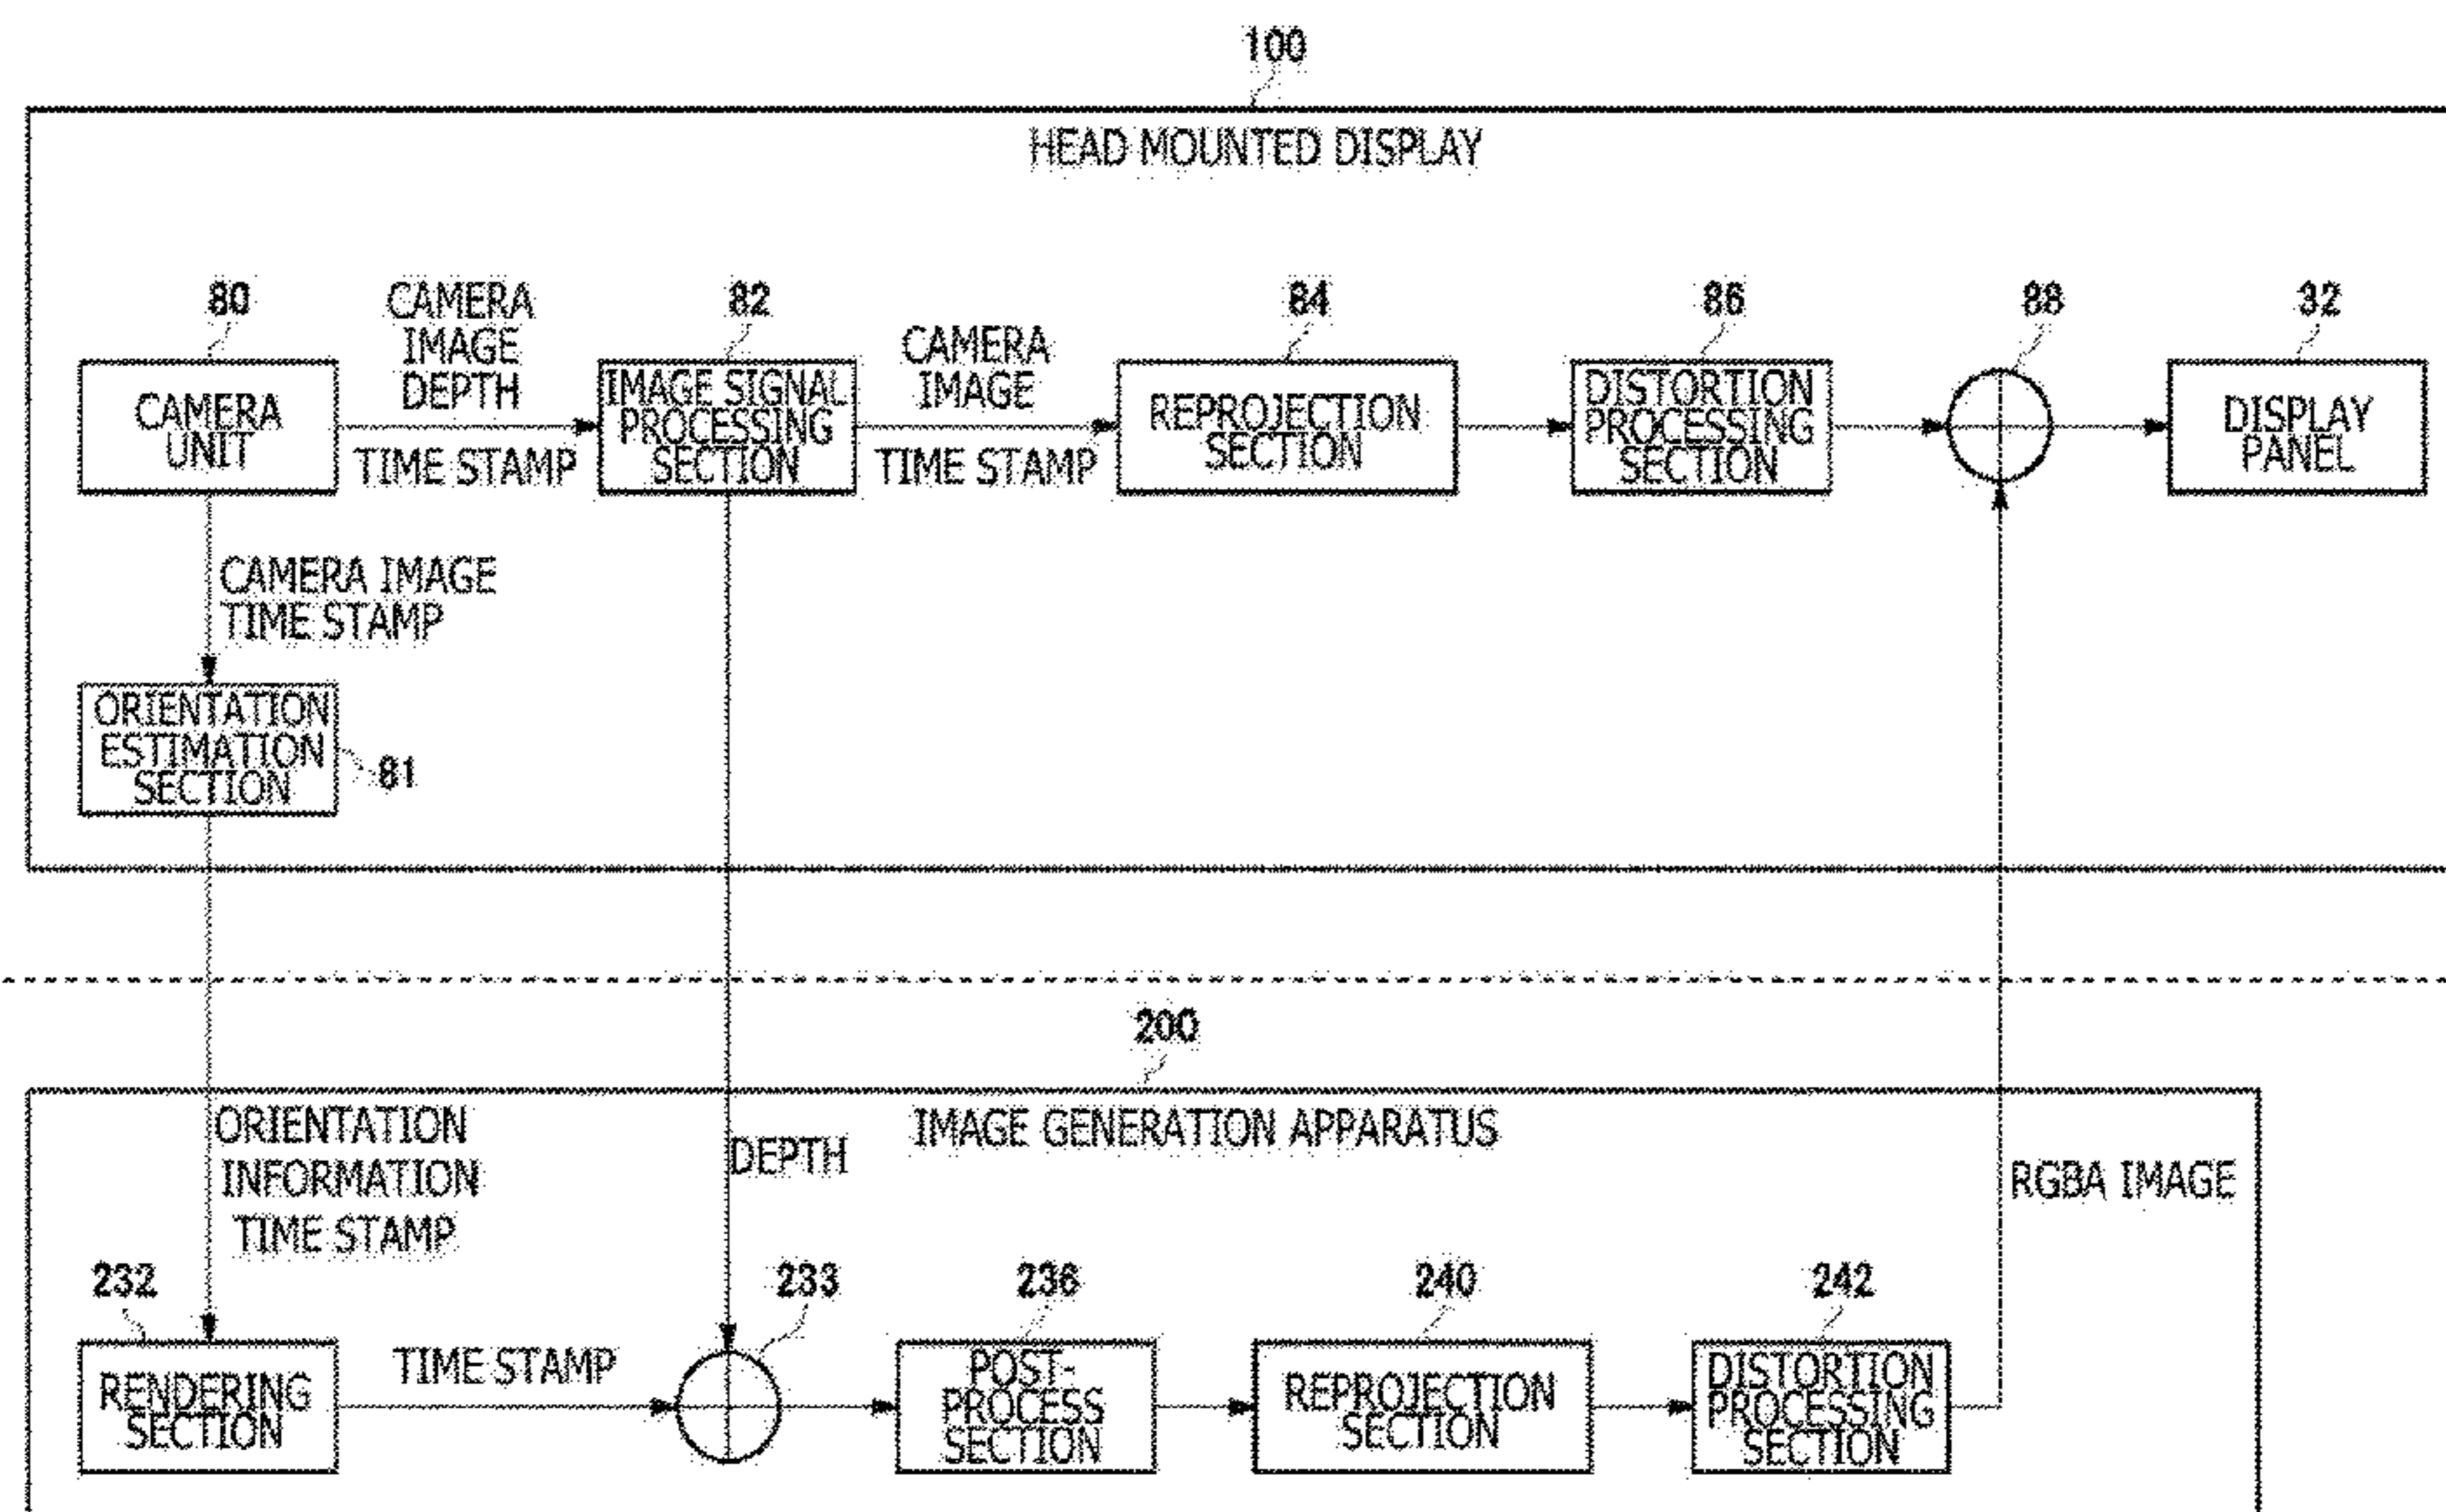 100
HEAD MOUNTED DISPLAY
80
CAMERA
IMAGE
DEPTH
TIME STAMP
82
CAMERA
IMAGE
TIME STAMP
84
86
88
32
CAMERA
UNIT
IMAGE SIGNAL
PROCESSING
SECTION
REPROJECTION
SECTION
DISTORTION
PROCESSING
SECTION
DISPLAY
PANEL
CAMERA IMAGE
TIME STAMP
ORIENTATION
ESTIMATION
SECTION
81
200
IMAGE GENERATION APPARATUS
ORIENTATION
INFORMATION
TIME STAMP
DEPTH
RGBA IMAGE
232
TIME STAMP
233
236
240
242
RENDERING
SECTION
POST-
PROCESS
SECTION
REPROJECTION
SECTION
DISTORTION
PROCESSING
SECTION